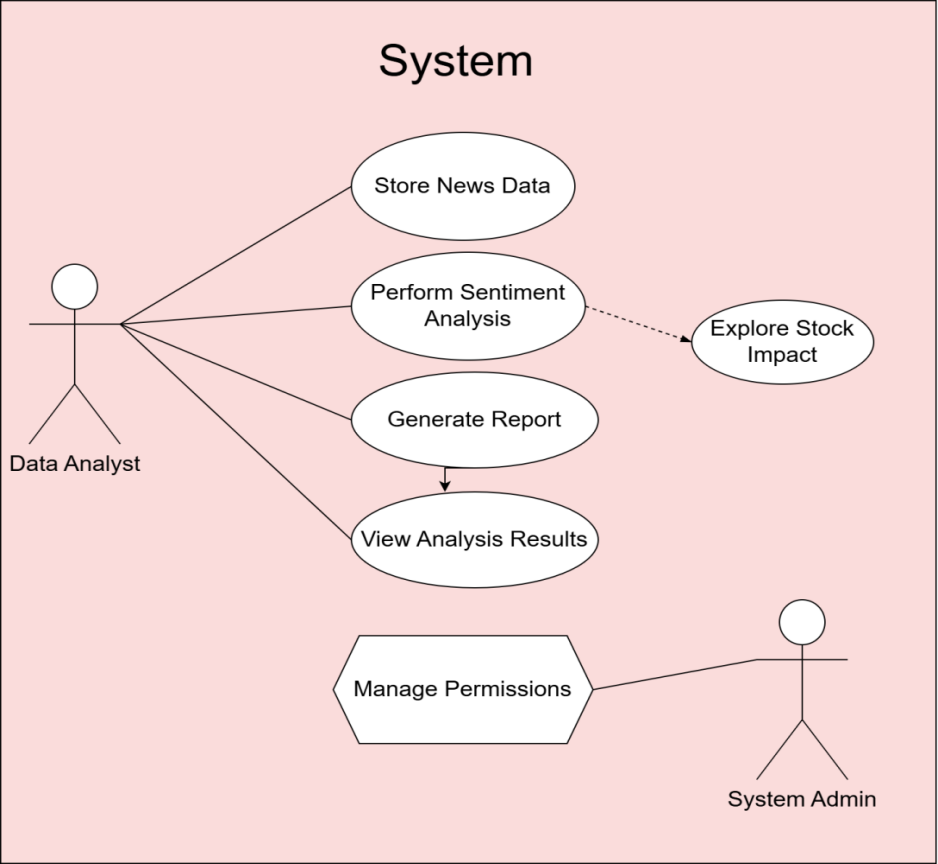 System
Store News Data
Perform Sentiment
Analysis
Explore Stock
Impact
Generate Report
Data Analyst
View Analysis Results
Manage Permissions
System Admin